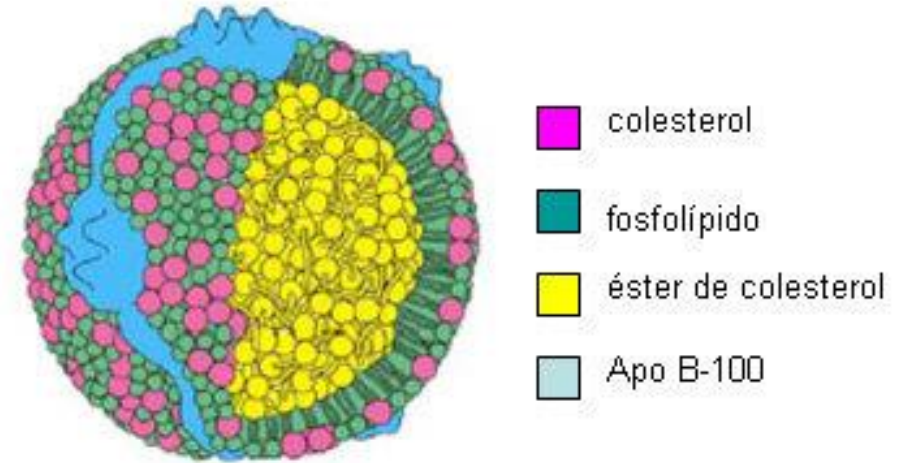 colesterol
fosfolípido
éster de colesterol
Apo B-100